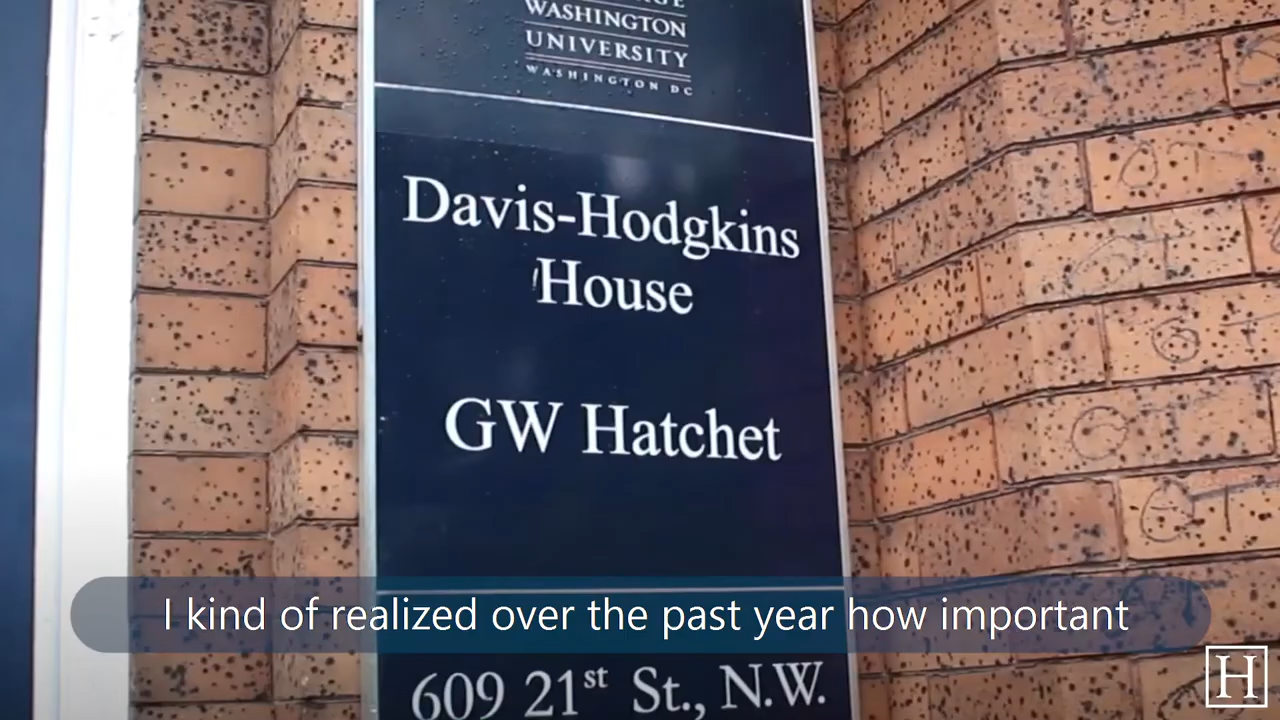 WASHINGTON
UNIVERSITY
WASHINGTON DC
Davis-Hodgkins
House
GW Hatchet
I kind of realized over the past year how important
609 21st St., N.W.
H